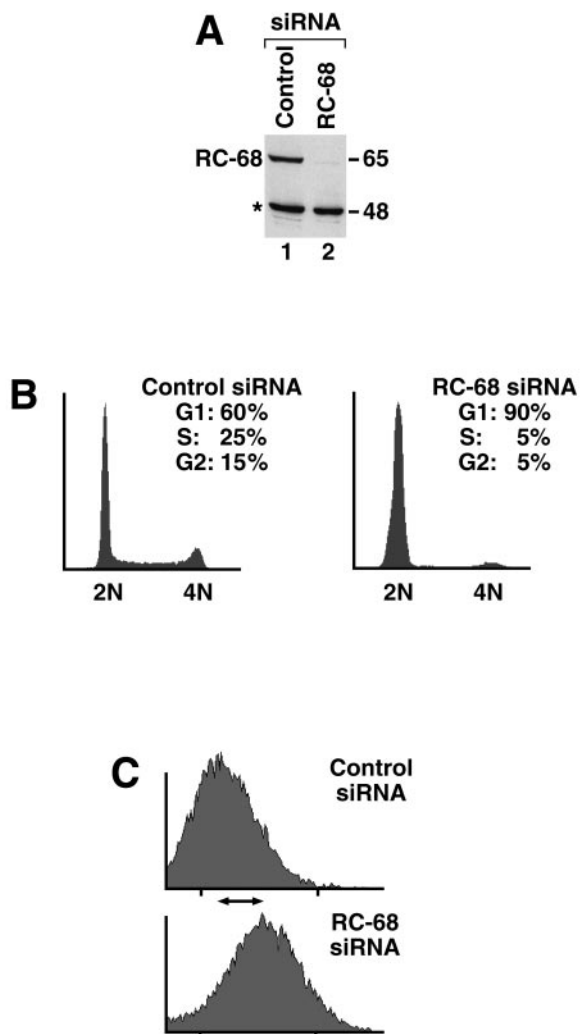 A
siRNA
Control
RC-68
RC-68
65
*
48
1 2
B
Control siRNA
G1: 60%
S: 25%
G2: 15%
2N 4N
RC-68 siRNA
G1: 90%
S: 5%
G2: 5%
2N 4N
C
Control
siRNA
RC-68
siRNA